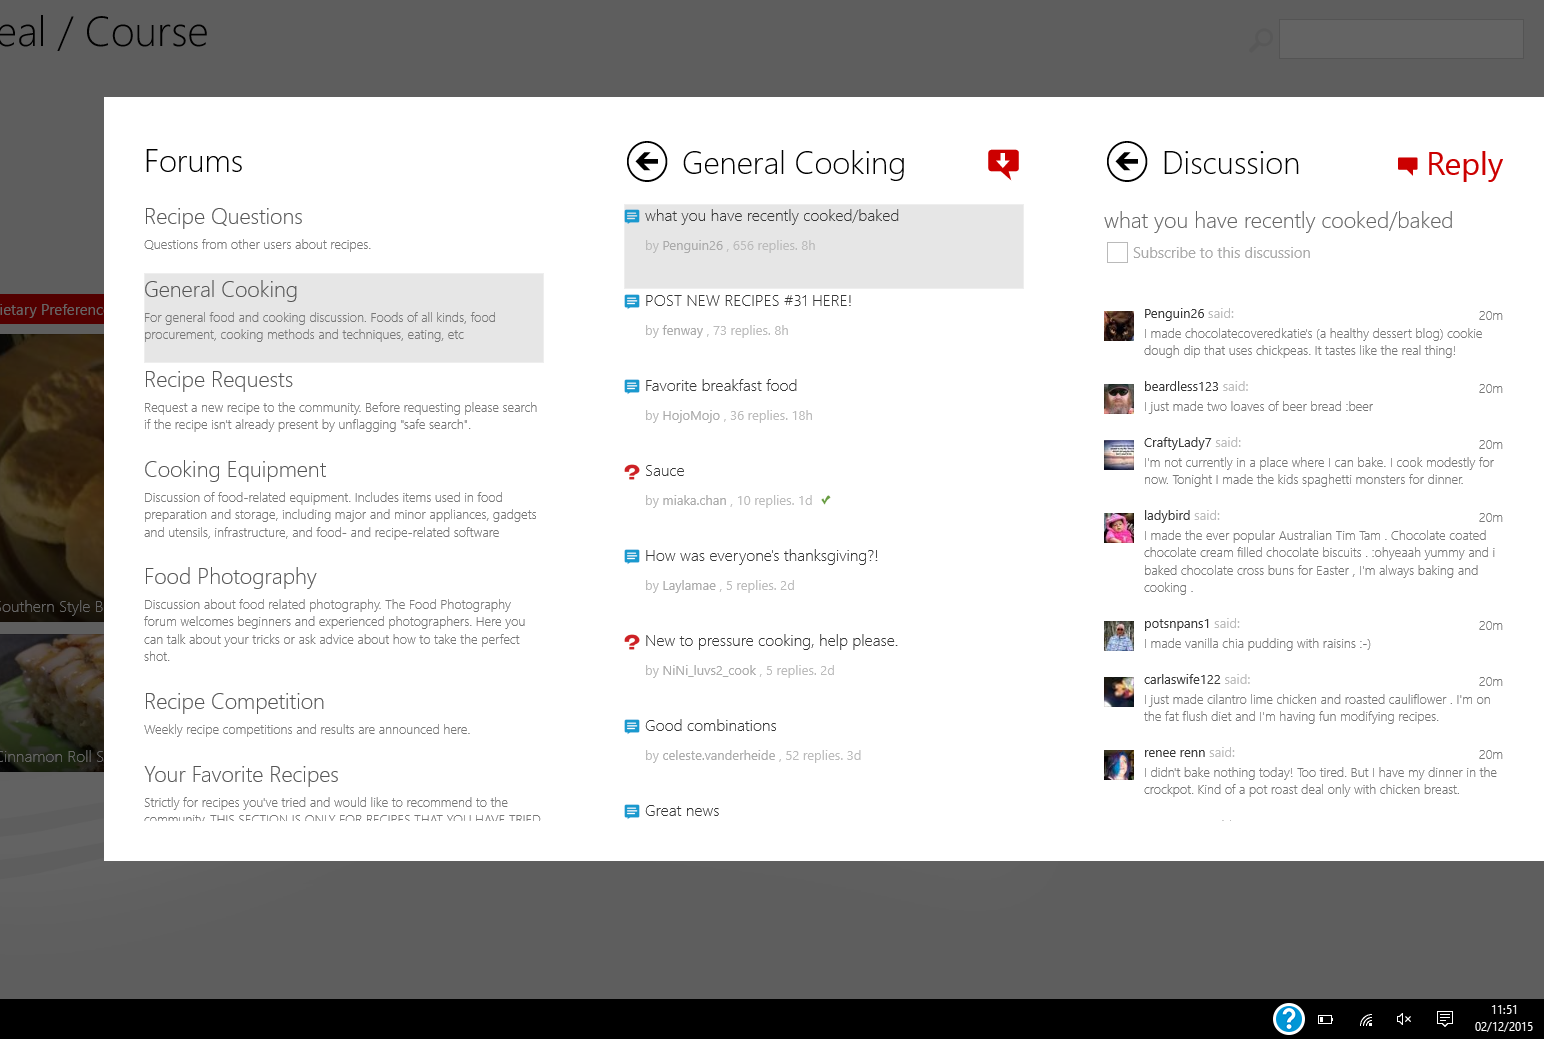 eal / Course
ietary Preferenc
Southern Style B
Cinnamon Roll S
Forums
Recipe Questions
Questions from other users about recipes.
General Cooking
For general food and cooking discussion. Foods of all kinds, food
procurement, cooking methods and techniques, eating, etc
Recipe Requests
Request a new recipe to the community. Before requesting please search
if the recipe isn't already present by unflagging "safe search".
Cooking Equipment
Discussion of food-related equipment. Includes items used in food
preparation and storage, including major and minor appliances, gadgets
and utensils, infrastructure, and food- and recipe-related software
Food Photography
Discussion about food related photography. The Food Photography
forum welcomes beginners and experienced photographers. Here you
can talk about your tricks or ask advice about how to take the perfect
shot.
Recipe Competition
Weekly recipe competitions and results are announced here.
Your Favorite Recipes
Strictly for recipes you've tried and would like to recommend to the
community. THIS SECTION IS ONLY FOR RECIPES THAT YOU HAVE TRIED
General Cooking
what you have recently cooked/baked
by Penguin26 , 656 replies. 8h
POST NEW RECIPES #31 HERE!
by fenway , 73 replies. 8h
Favorite breakfast food
by HojoMojo , 36 replies. 18h
Sauce
by miaka.chan , 10 replies. 1d
How was everyone's thanksgiving?!
by Laylamae , 5 replies. 2d
New to pressure cooking, help please.
by NiNi_luvs2_cook , 5 replies. 2d
Good combinations
by celeste.vanderheide , 52 replies. 3d
Great news
Discussion
Reply
what you have recently cooked/baked
Subscribe to this discussion
Penguin26 said: 20m
I made chocolatecoveredkatie's (a healthy dessert blog) cookie
dough dip that uses chickpeas. It tastes like the real thing!
beardless123 said: 20m
I just made two loaves of beer bread :beer
CraftyLady7 said: 20m
I'm not currently in a place where I can bake. I cook modestly for
now. Tonight I made the kids spaghetti monsters for dinner.
ladybird said: 20m
I made the ever popular Australian Tim Tam . Chocolate coated
chocolate cream filled chocolate biscuits . :ohyeaah yummy and i
baked chocolate cross buns for Easter , I'm always baking and
cooking .
potsnpans1 said: 20m
I made vanilla chia pudding with raisins :-)
carlaswife122 said: 20m
I just made cilantro lime chicken and roasted cauliflower . I'm on
the fat flush diet and I'm having fun modifying recipes.
renee renn said: 20m
I didn't bake nothing today! Too tired. But I have my dinner in the
crockpot. Kind of a pot roast deal only with chicken breast.
11:51
02/12/2015